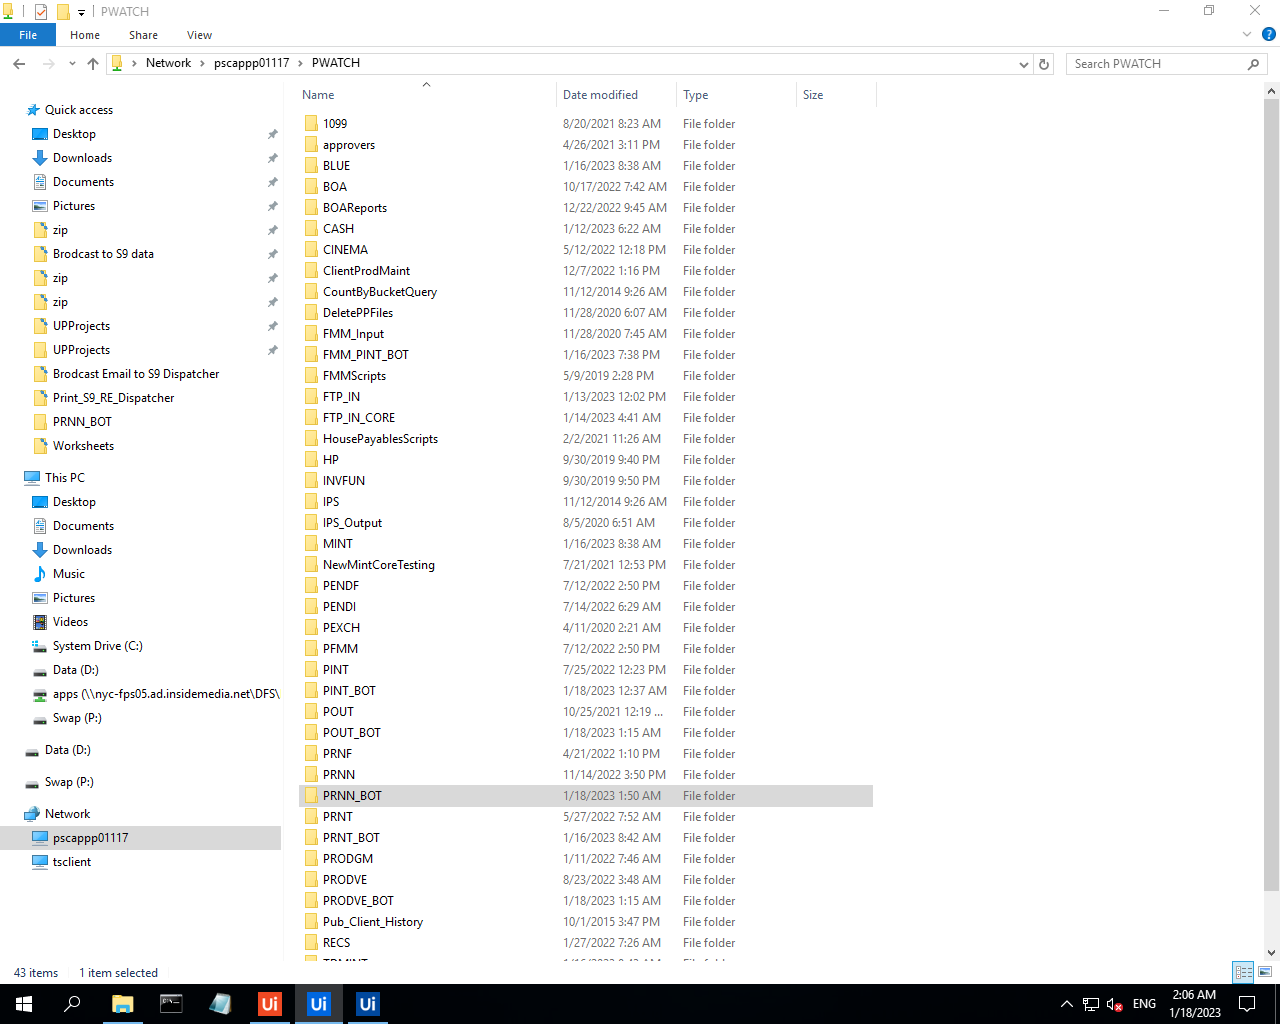 PWATCH
File Home Share View
Network pscappp01117 PWATCH
Search PWATCH
Name Date modified Type Size
Quick access
Desktop
Downloads
Documents
Pictures
zip
Brodcast to S9 data
zip
zip
UPProjects
UPProjects
Brodcast Email to S9 Dispatcher
Print_S9_RE_Dispatcher
PRNN_BOT
Worksheets
This PC
Desktop
Documents
Downloads
Music
Pictures
Videos
System Drive (C:)
Data (D:)
apps (\\nyc-fps05.ad.insidemedia.net\DFS\
Swap (P:)
Data (D:)
Swap (P:)
Network
pscappp01117
tsclient
1099 8/20/2021 8:23 AM File folder
approvers 4/26/2021 3:11 PM File folder
BLUE 1/16/2023 8:38 AM File folder
BOA 10/17/2022 7:42 AM File folder
BOAReports 12/22/2022 9:45 AM File folder
CASH 1/12/2023 6:22 AM File folder
CINEMA 5/12/2022 12:18 PM File folder
ClientProdMaint 12/7/2022 1:16 PM File folder
CountByBucketQuery 11/12/2014 9:26 AM File folder
DeletePPFiles 11/28/2020 6:07 AM File folder
FMM_Input 11/28/2020 7:45 AM File folder
FMM_PINT_BOT 1/16/2023 7:38 PM File folder
FMMScripts 5/9/2019 2:28 PM File folder
FTP_IN 1/13/2023 12:02 PM File folder
FTP_IN_CORE 1/14/2023 4:41 AM File folder
HousePayablesScripts 2/2/2021 11:26 AM File folder
HP 9/30/2019 9:40 PM File folder
INVFUN 9/30/2019 9:50 PM File folder
IPS 11/12/2014 9:26 AM File folder
IPS_Output 8/5/2020 6:51 AM File folder
MINT 1/16/2023 8:38 AM File folder
NewMintCoreTesting 7/21/2021 12:53 PM File folder
PENDF 7/12/2022 2:50 PM File folder
PENDI 7/14/2022 6:29 AM File folder
PEXCH 4/11/2020 2:21 AM File folder
PFMM 7/12/2022 2:50 PM File folder
PINT 7/25/2022 12:23 PM File folder
PINT_BOT 1/18/2023 12:37 AM File folder
POUT 10/25/2021 12:19 ... File folder
POUT_BOT 1/18/2023 1:15 AM File folder
PRNF 4/21/2022 1:10 PM File folder
PRNN 11/14/2022 3:50 PM File folder
PRNN_BOT 1/18/2023 1:50 AM File folder
PRNT 5/27/2022 7:52 AM File folder
PRNT_BOT 1/16/2023 8:42 AM File folder
PRODGM 1/11/2022 7:46 AM File folder
PRODVE 8/23/2022 3:48 AM File folder
PRODVE_BOT 1/18/2023 1:15 AM File folder
Pub_Client_History 10/1/2015 3:47 PM File folder
RECS 1/27/2022 7:26 AM File folder
43 items 1 item selected
Ui Ui Ui
ENG
2:06 AM
1/18/2023